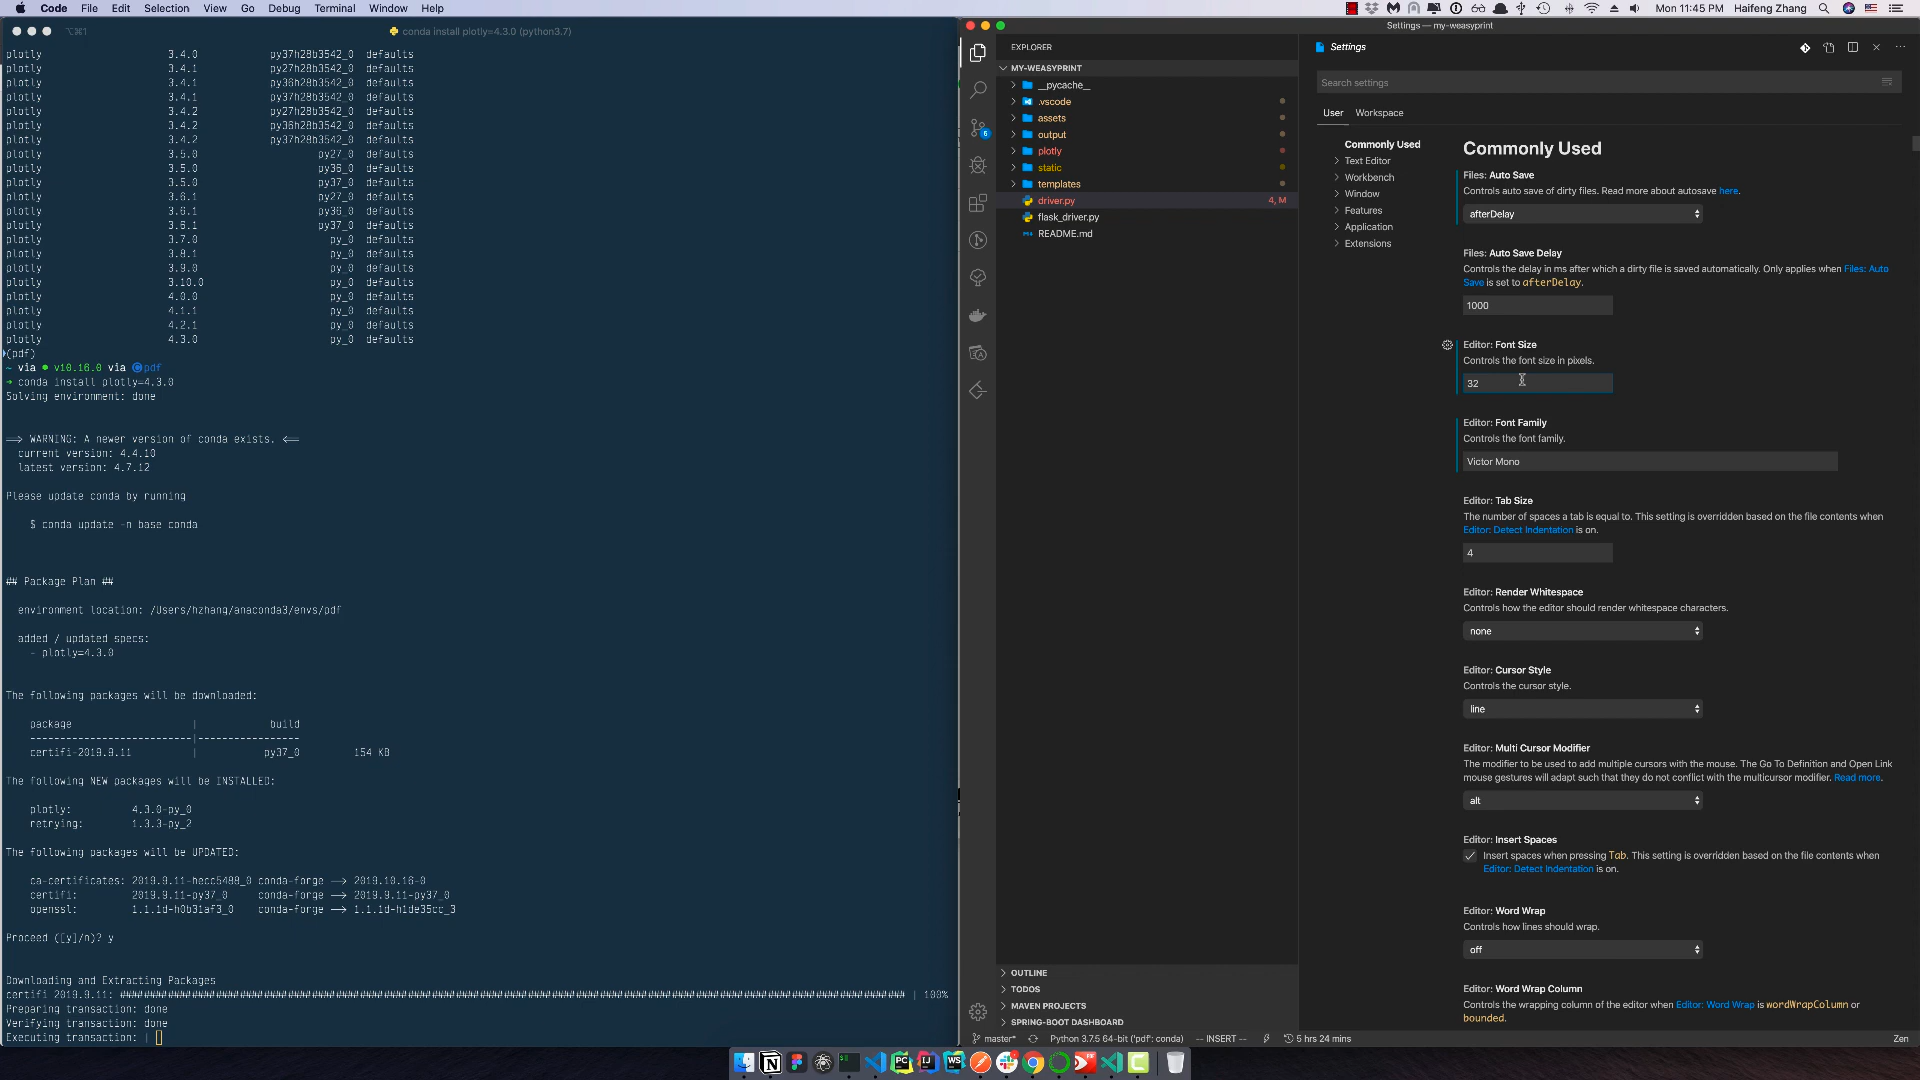 Code File Edit Selection View Go Debug Terminal Window Help
Mon 11:45 PM Haifeng Zhang
⌥⌘1 conda install plotly=4.3.0 (python3.7)
plotly 3.4.0 py37h28b3542_0 defaults
plotly 3.4.1 py27h28b3542_0 defaults
plotly 3.4.1 py36h28b3542_0 defaults
plotly 3.4.1 py37h28b3542_0 defaults
plotly 3.4.2 py27h28b3542_0 defaults
plotly 3.4.2 py36h28b3542_0 defaults
plotly 3.4.2 py37h28b3542_0 defaults
plotly 3.5.0 py27_0 defaults
plotly 3.5.0 py36_0 defaults
plotly 3.5.0 py37_0 defaults
plotly 3.6.1 py27_0 defaults
plotly 3.6.1 py36_0 defaults
plotly 3.6.1 py37_0 defaults
plotly 3.7.0 py_0 defaults
plotly 3.8.1 py_0 defaults
plotly 3.9.0 py_0 defaults
plotly 3.10.0 py_0 defaults
plotly 4.0.0 py_0 defaults
plotly 4.1.1 py_0 defaults
plotly 4.2.1 py_0 defaults
plotly 4.3.0 py_0 defaults
(pdf)
~ via ● v10.16.0 via pdf
➜ conda install plotly=4.3.0
Solving environment: done
==> WARNING: A newer version of conda exists. <==
current version: 4.4.10
latest version: 4.7.12
Please update conda by running
$ conda update -n base conda
## Package Plan ##
environment location: /Users/hzhang/anaconda3/envs/pdf
added / updated specs:
- plotly=4.3.0
The following packages will be downloaded:
package | build
---------------------------|-----------------
certifi-2019.9.11 | py37_0 154 KB
The following NEW packages will be INSTALLED:
plotly: 4.3.0-py_0
retrying: 1.3.3-py_2
The following packages will be UPDATED:
ca-certificates: 2019.9.11-hecc5488_0 conda-forge --> 2019.10.16-0
certifi: 2019.9.11-py37_0 conda-forge --> 2019.9.11-py37_0
openssl: 1.1.1d-h0b31af3_0 conda-forge --> 1.1.1d-h1de35cc_3
Proceed ([y]/n)? y
Downloading and Extracting Packages
certifi 2019.9.11: ################################################################ | 100%
Preparing transaction: done
Verifying transaction: done
Executing transaction: |
Settings — my-weasyprint
EXPLORER
MY-WEASYPRINT
__pycache__
.vscode
assets
output
plotly
static
templates
driver.py 4, M
flask_driver.py
README.md
6
OUTLINE
TODOS
MAVEN PROJECTS
SPRING-BOOT DASHBOARD
Settings
Search settings
User Workspace
Commonly Used
Text Editor
Workbench
Window
Features
Application
Extensions
Commonly Used
Files: Auto Save
Controls auto save of dirty files. Read more about autosave here.
afterDelay
Files: Auto Save Delay
Controls the delay in ms after which a dirty file is saved automatically. Only applies when Files: Auto
Save is set to afterDelay.
1000
Editor: Font Size
Controls the font size in pixels.
32
Editor: Font Family
Controls the font family.
Victor Mono
Editor: Tab Size
The number of spaces a tab is equal to. This setting is overridden based on the file contents when
Editor: Detect Indentation is on.
4
Editor: Render Whitespace
Controls how the editor should render whitespace characters.
none
Editor: Cursor Style
Controls the cursor style.
line
Editor: Multi Cursor Modifier
The modifier to be used to add multiple cursors with the mouse. The Go To Definition and Open Link
mouse gestures will adapt such that they do not conflict with the multicursor modifier. Read more.
alt
Editor: Insert Spaces
Insert spaces when pressing Tab. This setting is overridden based on the file contents when
Editor: Detect Indentation is on.
Editor: Word Wrap
Controls how lines should wrap.
off
Editor: Word Wrap Column
Controls the wrapping column of the editor when Editor: Word Wrap is wordWrapColumn or
bounded.
master* Python 3.7.5 64-bit ('pdf': conda) -- INSERT -- 5 hrs 24 mins Zen